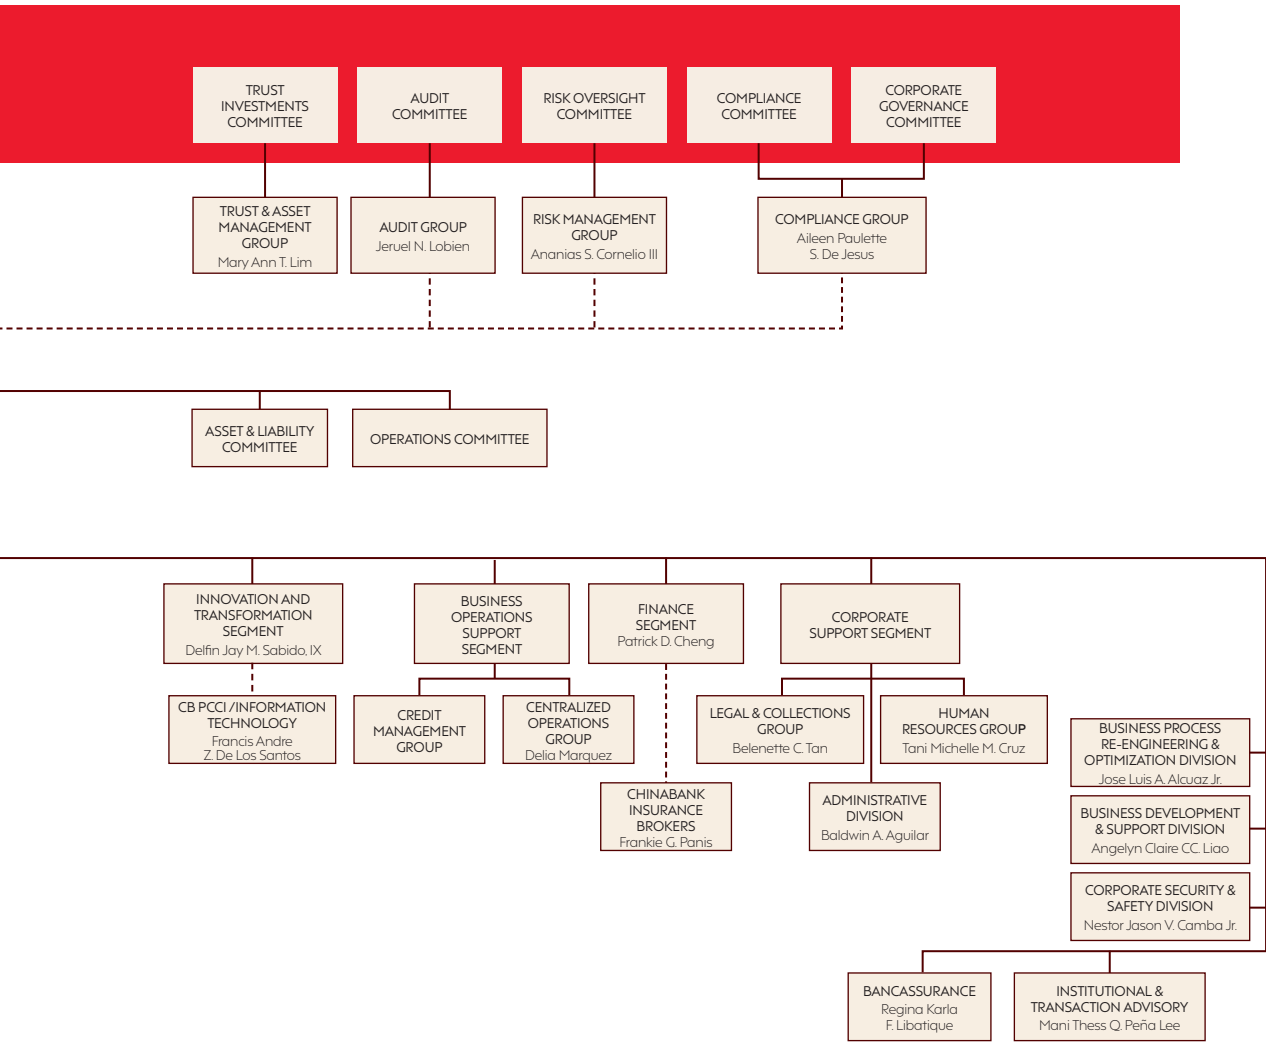 TRUST
INVESTMENTS
COMMITTEE
AUDIT
COMMITTEE
RISK OVERSIGHT
COMMITTEE
COMPLIANCE
COMMITTEE
CORPORATE
GOVERNANCE
COMMITTEE
TRUST & ASSET
MANAGEMENT
GROUP
Mary Ann T. Lim
AUDIT GROUP
Jeruel N. Lobien
RISK MANAGEMENT
GROUP
Ananias S. Cornelio III
COMPLIANCE GROUP
Aileen Paulette
S. De Jesus
ASSET & LIABILITY
COMMITTEE
OPERATIONS COMMITTEE
INNOVATION AND
TRANSFORMATION
SEGMENT
Delfin Jay M. Sabido, IX
BUSINESS
OPERATIONS
SUPPORT
SEGMENT
FINANCE
SEGMENT
Patrick D. Cheng
CORPORATE
SUPPORT SEGMENT
CB PCCI /INFORMATION
TECHNOLOGY
Francis Andre
Z. De Los Santos
CREDIT
MANAGEMENT
GROUP
CENTRALIZED
OPERATIONS
GROUP
Delia Marquez
LEGAL & COLLECTIONS
GROUP
Belenette C. Tan
HUMAN
RESOURCES GROUP
Tani Michelle M. Cruz
CHINABANK
INSURANCE
BROKERS
Frankie G. Panis
ADMINISTRATIVE
DIVISION
Baldwin A. Aguilar
BUSINESS PROCESS
RE-ENGINEERING &
OPTIMIZATION DIVISION
Jose Luis A. Alcuaz Jr.
BUSINESS DEVELOPMENT
& SUPPORT DIVISION
Angelyn Claire CC. Liao
CORPORATE SECURITY &
SAFETY DIVISION
Nestor Jason V. Camba Jr.
BANCASSURANCE
Regina Karla
F. Libatique
INSTITUTIONAL &
TRANSACTION ADVISORY
Mani Thess Q. Peña Lee